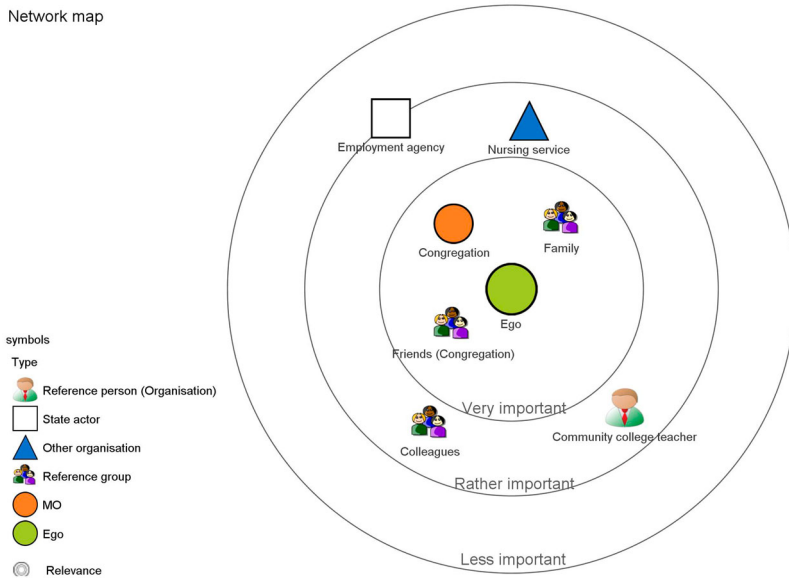 Network map
Employment agency
Nursing service
Congregation
Family
Ego
Friends (Congregation)
Very important
Colleagues
Community college teacher
Rather important
Less important
symbols
Type
Reference person (Organisation)
State actor
Other organisation
Reference group
MO
Ego
Relevance